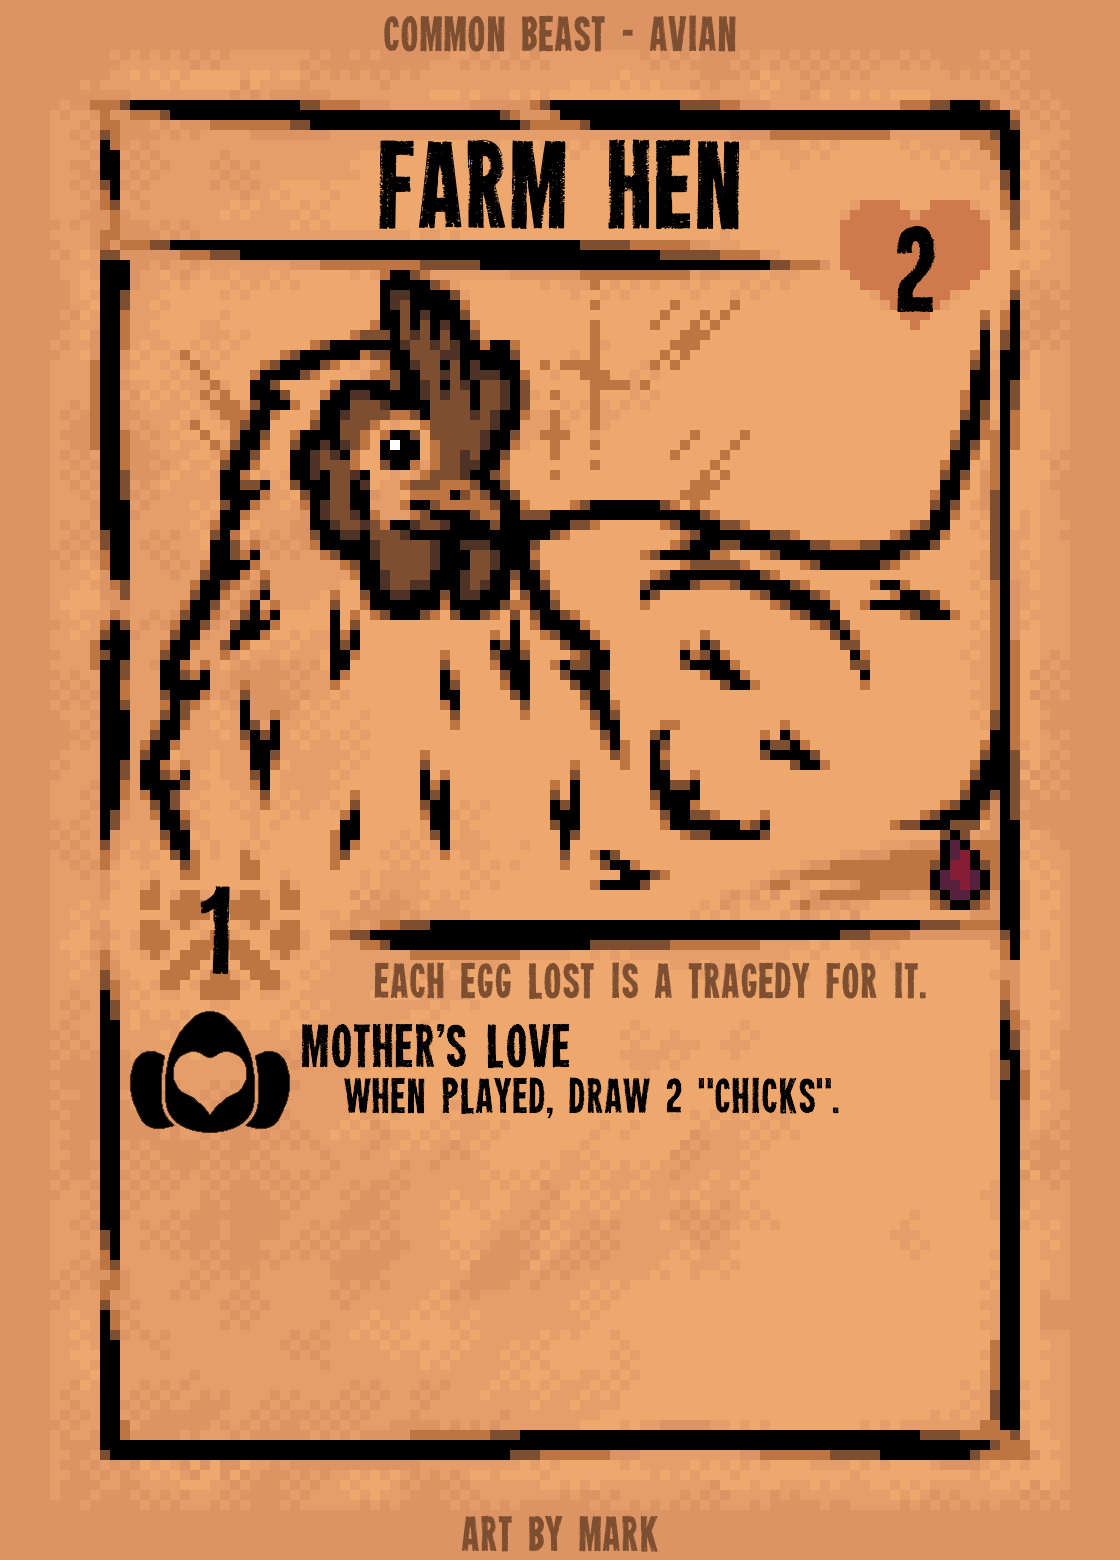 COMMON BEAST - AVIAN
FARM HEN
2
1
EACH EGG LOST IS A TRAGEDY FOR IT.
MOTHER'S LOVE
WHEN PLAYED, DRAW 2 "CHICKS".
ART BY MARK